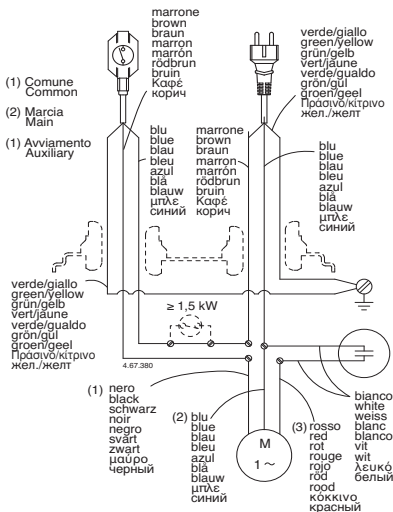 marrone
brown
braun
marron
marrón
rödbrun
bruin
Καφέ
корич
verde/giallo
green/yellow
grün/gelb
vert/jaune
verde/gualdo
grön/gül
groen/geel
Πράσινο/κίτρινο
жел./желт
(1) Comune
Common
(2) Marcia
Main
(1) Avviamento
Auxiliary
blu
blue
blau
bleu
azul
blå
blauw
μπλε
синий
marrone
brown
braun
marron
marrón
rödbrun
bruin
Καφέ
корич
blu
blue
blau
bleu
azul
blå
blauw
μπλε
синий
verde/giallo
green/yellow
grün/gelb
vert/jaune
verde/gualdo
grön/gül
groen/geel
Πράσινο/κίτρινο
жел./желт
≥ 1,5 kW
4.67.380
(1) nero
black
schwarz
noir
negro
svart
zwart
μαύρο
черный
(2) blu
blue
blau
bleu
azul
blå
blauw
μπλε
синий
M
1 ~
(3) rosso
red
rot
rouge
rojo
röd
rood
κόκκινο
красный
bianco
white
weiss
blanc
blanco
vit
wit
λευκό
белый